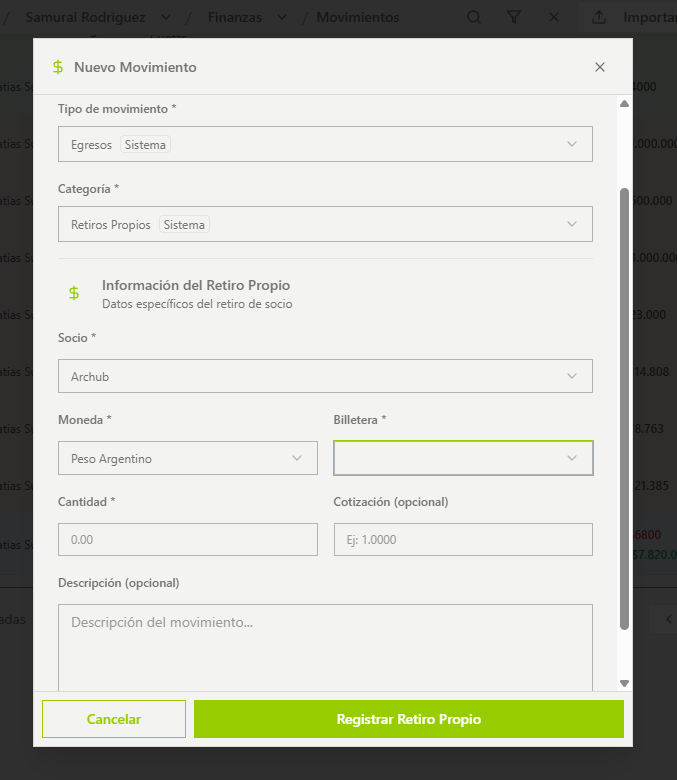 / Samurai Rodriguez / Finanzas / Movimientos
$ Nuevo Movimiento
Tipo de movimiento *
Egresos Sistema
Categoría *
Retiros Propios Sistema
$ Información del Retiro Propio
Datos específicos del retiro de socio
Socio *
Archub
Moneda * Billetera *
Peso Argentino
Cantidad * Cotización (opcional)
0.00 Ej: 1.0000
Descripción (opcional)
Descripción del movimiento...
Cancelar Registrar Retiro Propio